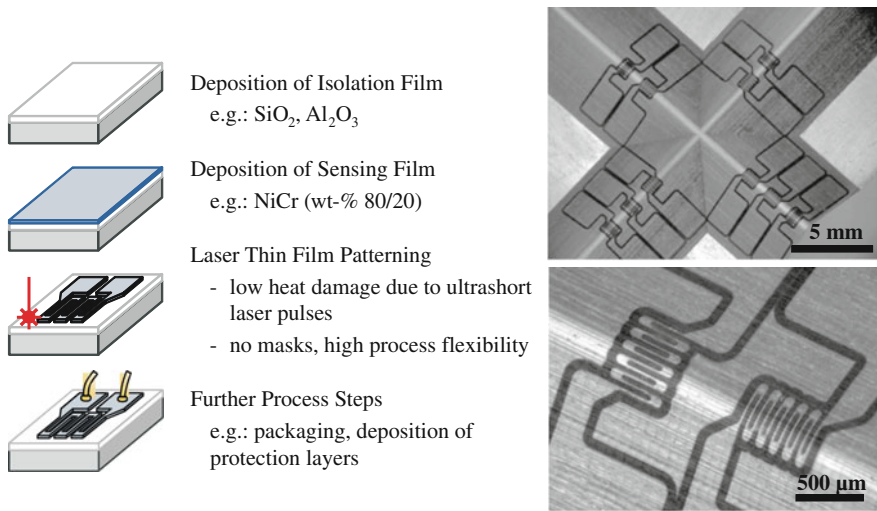 Deposition of Isolation Film
e.g.: SiO₂, Al₂O₃
Deposition of Sensing Film
e.g.: NiCr (wt-% 80/20)
Laser Thin Film Patterning
- low heat damage due to ultrashort
laser pulses
- no masks, high process flexibility
Further Process Steps
e.g.: packaging, deposition of
protection layers
5 mm
500 µm